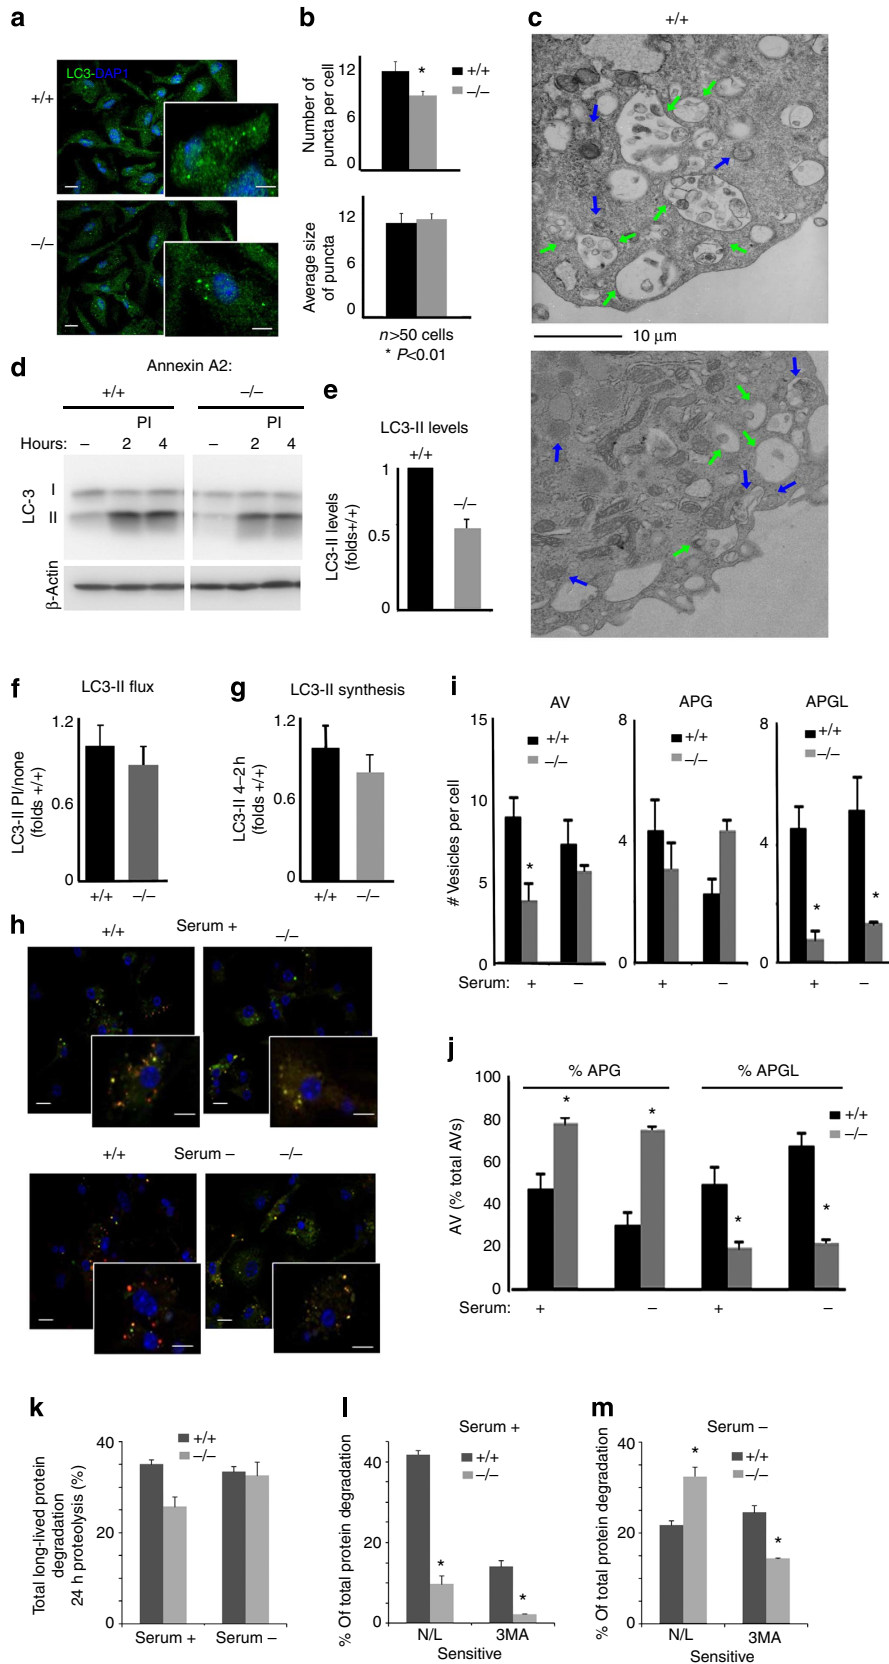 a
LC3-DAP1
+/+
–/–
b
Number of
puncta per cell
12
6
0
*
+/+
–/–
Average size
of puncta
12
6
0
n>50 cells
* P<0.01
c
+/+
10 μm
d
Annexin A2:
+/+
–/–
PI
PI
Hours:
–
2
4
–
2
4
LC-3
I
II
β-Actin
e
LC3-II levels
+/+
–/–
LC3-II levels
(folds+/+)
1
0.5
0
f
LC3-II flux
LC3-II PI/none
(folds +/+)
1.2
0.6
0
+/+
–/–
g
LC3-II synthesis
LC3-II 4–2 h
(folds +/+)
1.2
0.6
0
+/+
–/–
h
Serum +
+/+
–/–
+/+
Serum –
–/–
i
AV
APG
APGL
# Vesicles per cell
15
10
5
0
+/+
–/–
*
8
4
0
+/+
–/–
8
4
0
+/+
–/–
*
*
Serum:
+
–
+
–
+
–
j
% APG
% APGL
AV (% total AVs)
100
80
60
40
20
0
*
*
*
*
+/+
–/–
Serum:
+
–
+
–
k
Total long-lived protein
degradation
24 h proteolysis (%)
40
20
0
+/+
–/–
Serum +
Serum –
l
Serum +
% Of total protein degradation
40
20
0
+/+
–/–
*
*
N/L
3MA
Sensitive
m
Serum –
% Of total protein degradation
40
20
0
*
+/+
–/–
*
N/L
3MA
Sensitive